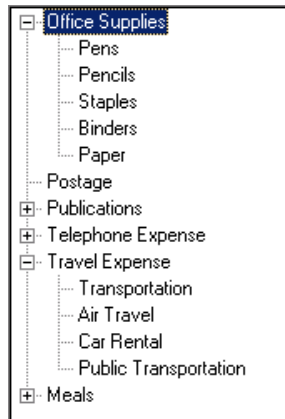 Office Supplies
Pens
Pencils
Staples
Binders
Paper
Postage
Publications
Telephone Expense
Travel Expense
Transportation
Air Travel
Car Rental
Public Transportation
Meals